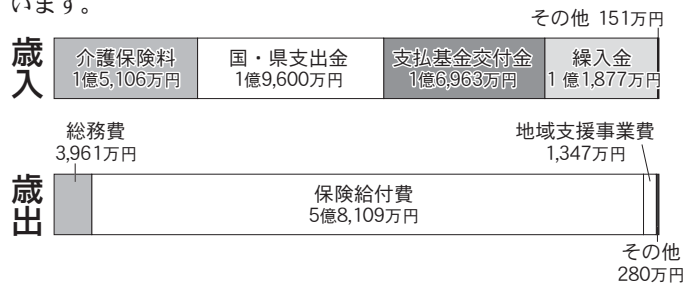 います。
その他 151万円
歳入
介護保険料
1億5,106万円
国・県支出金
1億9,600万円
支払基金交付金
1億6,963万円
繰入金
1億1,877万円
総務費
3,961万円
地域支援事業費
1,347万円
歳出
保険給付費
5億8,109万円
その他
280万円